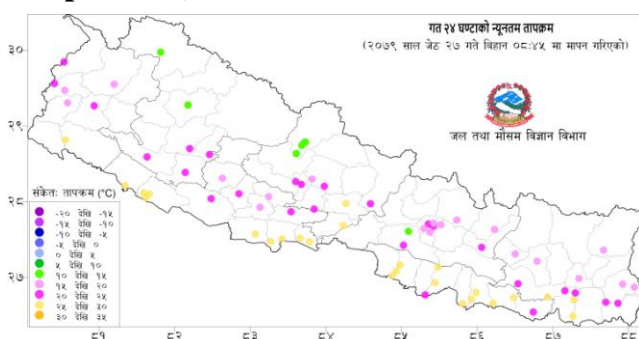 गत २४ घण्टाको न्यूनतम तापक्रम
(२०७९ साल जेठ २७ गते बिहान ०८:४५ मा मापन गरिएको)
जल तथा मौसम विज्ञान विभाग
संकेतः तापक्रम (°C)
-२० देखि -१५
-१५ देखि -१०
-१० देखि -५
-५ देखि ०
० देखि ५
५ देखि १०
१० देखि १५
१५ देखि २०
२० देखि २५
२५ देखि ३०
३० देखि ३५
३०
२९
२८
२७
८१
८२
८३
८४
८५
८६
८७
८८